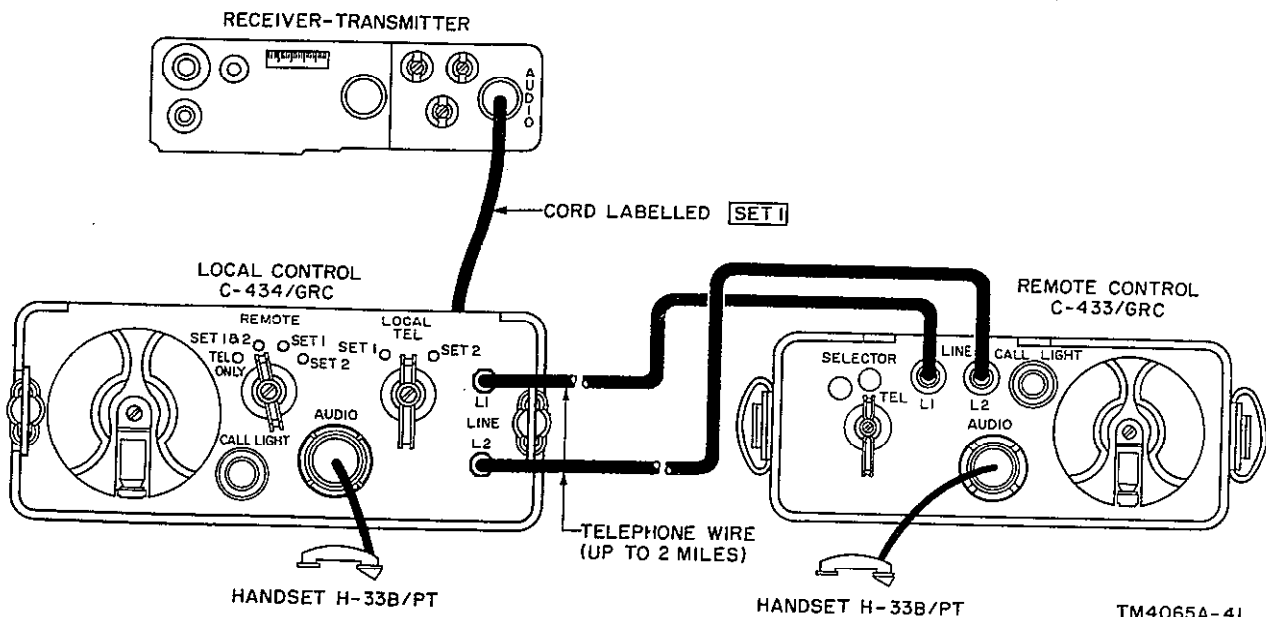 RECEIVER-TRANSMITTER
AUDIO
CORD LABELLED SET 1
LOCAL CONTROL
C-434/GRC
REMOTE
SET 1&2
SET 1
TEL ONLY
SET 2
LOCAL
TEL
SET 1
SET 2
L1
LINE
L2
AUDIO
CALL LIGHT
REMOTE CONTROL
C-433/GRC
SELECTOR
LINE
CALL LIGHT
TEL
L1
L2
AUDIO
TELEPHONE WIRE
(UP TO 2 MILES)
HANDSET H-33B/PT
HANDSET H-33B/PT
TM4065A-41